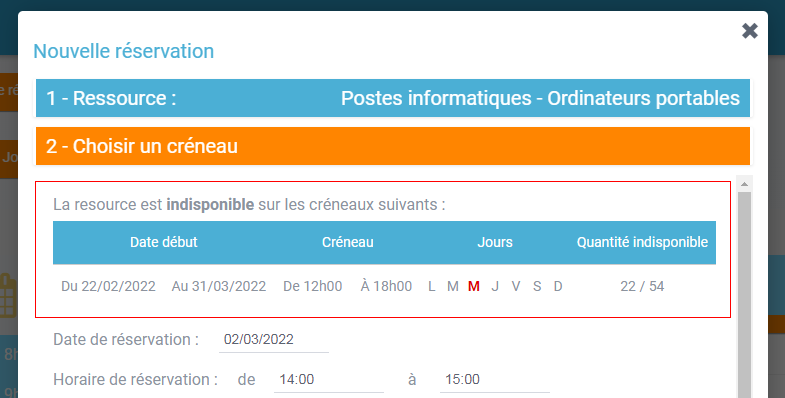 Nouvelle réservation
1 - Ressource : Postes informatiques - Ordinateurs portables
2 - Choisir un créneau
La resource est indisponible sur les créneaux suivants :
Date début Créneau Jours Quantité indisponible
Du 22/02/2022 Au 31/03/2022 De 12h00 À 18h00 L M M J V S D 22 / 54
Date de réservation : 02/03/2022
Horaire de réservation : de 14:00 à 15:00